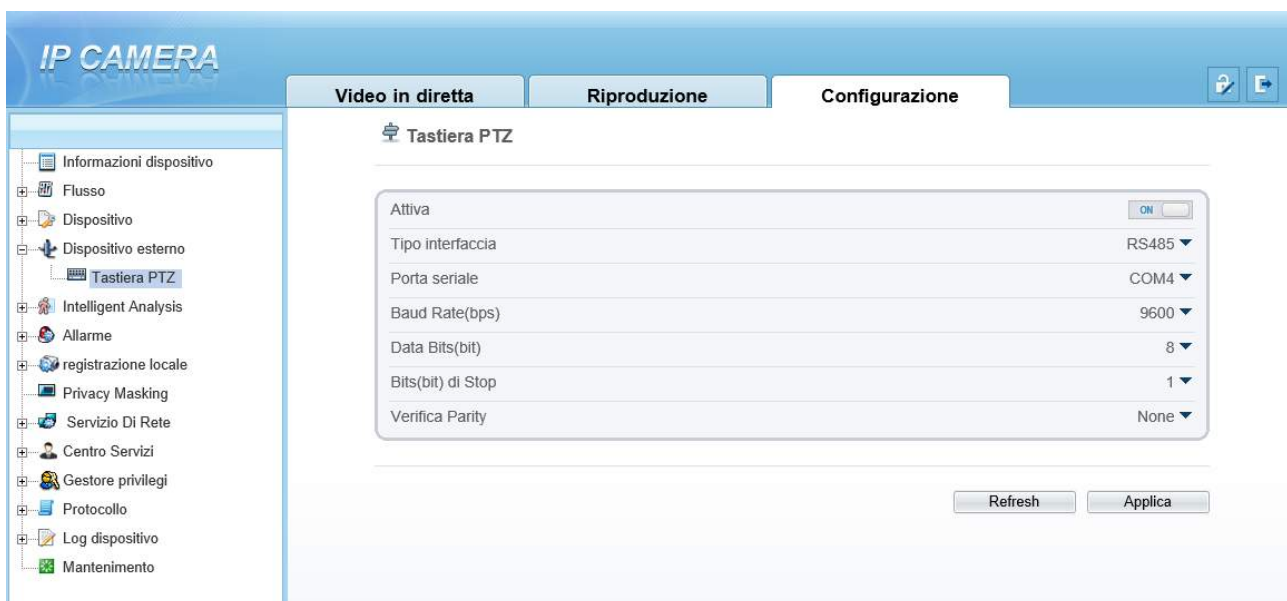 IP CAMERA
Video in diretta
Riproduzione
Configurazione
Informazioni dispositivo
Flusso
Dispositivo
Dispositivo esterno
Tastiera PTZ
Intelligent Analysis
Allarme
registrazione locale
Privacy Masking
Servizio Di Rete
Centro Servizi
Gestore privilegi
Protocollo
Log dispositivo
Mantenimento
Tastiera PTZ
Attiva ON
Tipo interfaccia RS485
Porta seriale COM4
Baud Rate(bps) 9600
Data Bits(bit) 8
Bits(bit) di Stop 1
Verifica Parity None
Refresh Applica